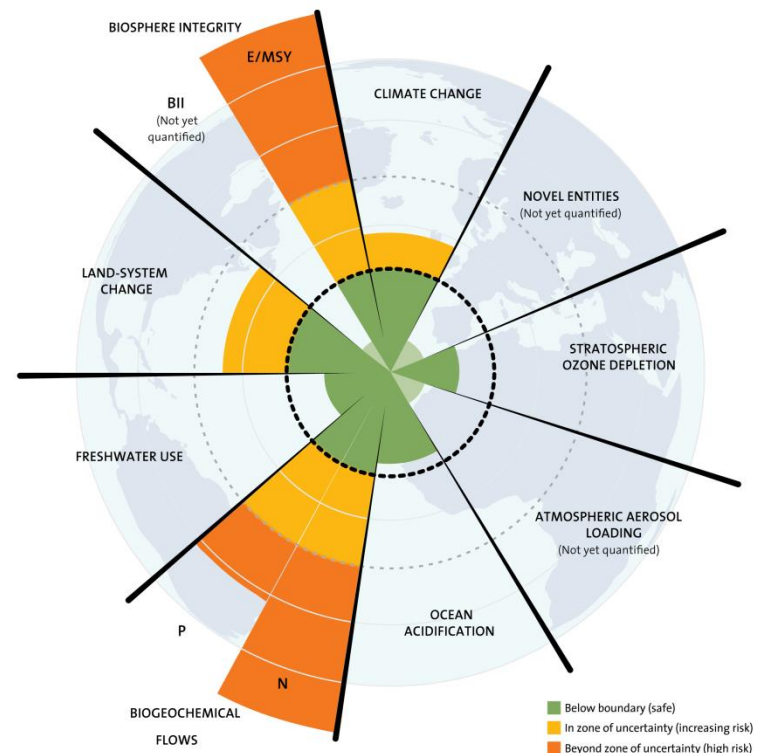 BIOSPHERE INTEGRITY
E/MSY
BII
(Not yet
quantified)
CLIMATE CHANGE
NOVEL ENTITIES
(Not yet quantified)
LAND-SYSTEM
CHANGE
STRATOSPHERIC
OZONE DEPLETION
FRESHWATER USE
ATMOSPHERIC AEROSOL
LOADING
(Not yet quantified)
OCEAN
ACIDIFICATION
P
N
BIOGEOCHEMICAL
FLOWS
Below boundary (safe)
In zone of uncertainty (increasing risk)
Beyond zone of uncertainty (high risk)